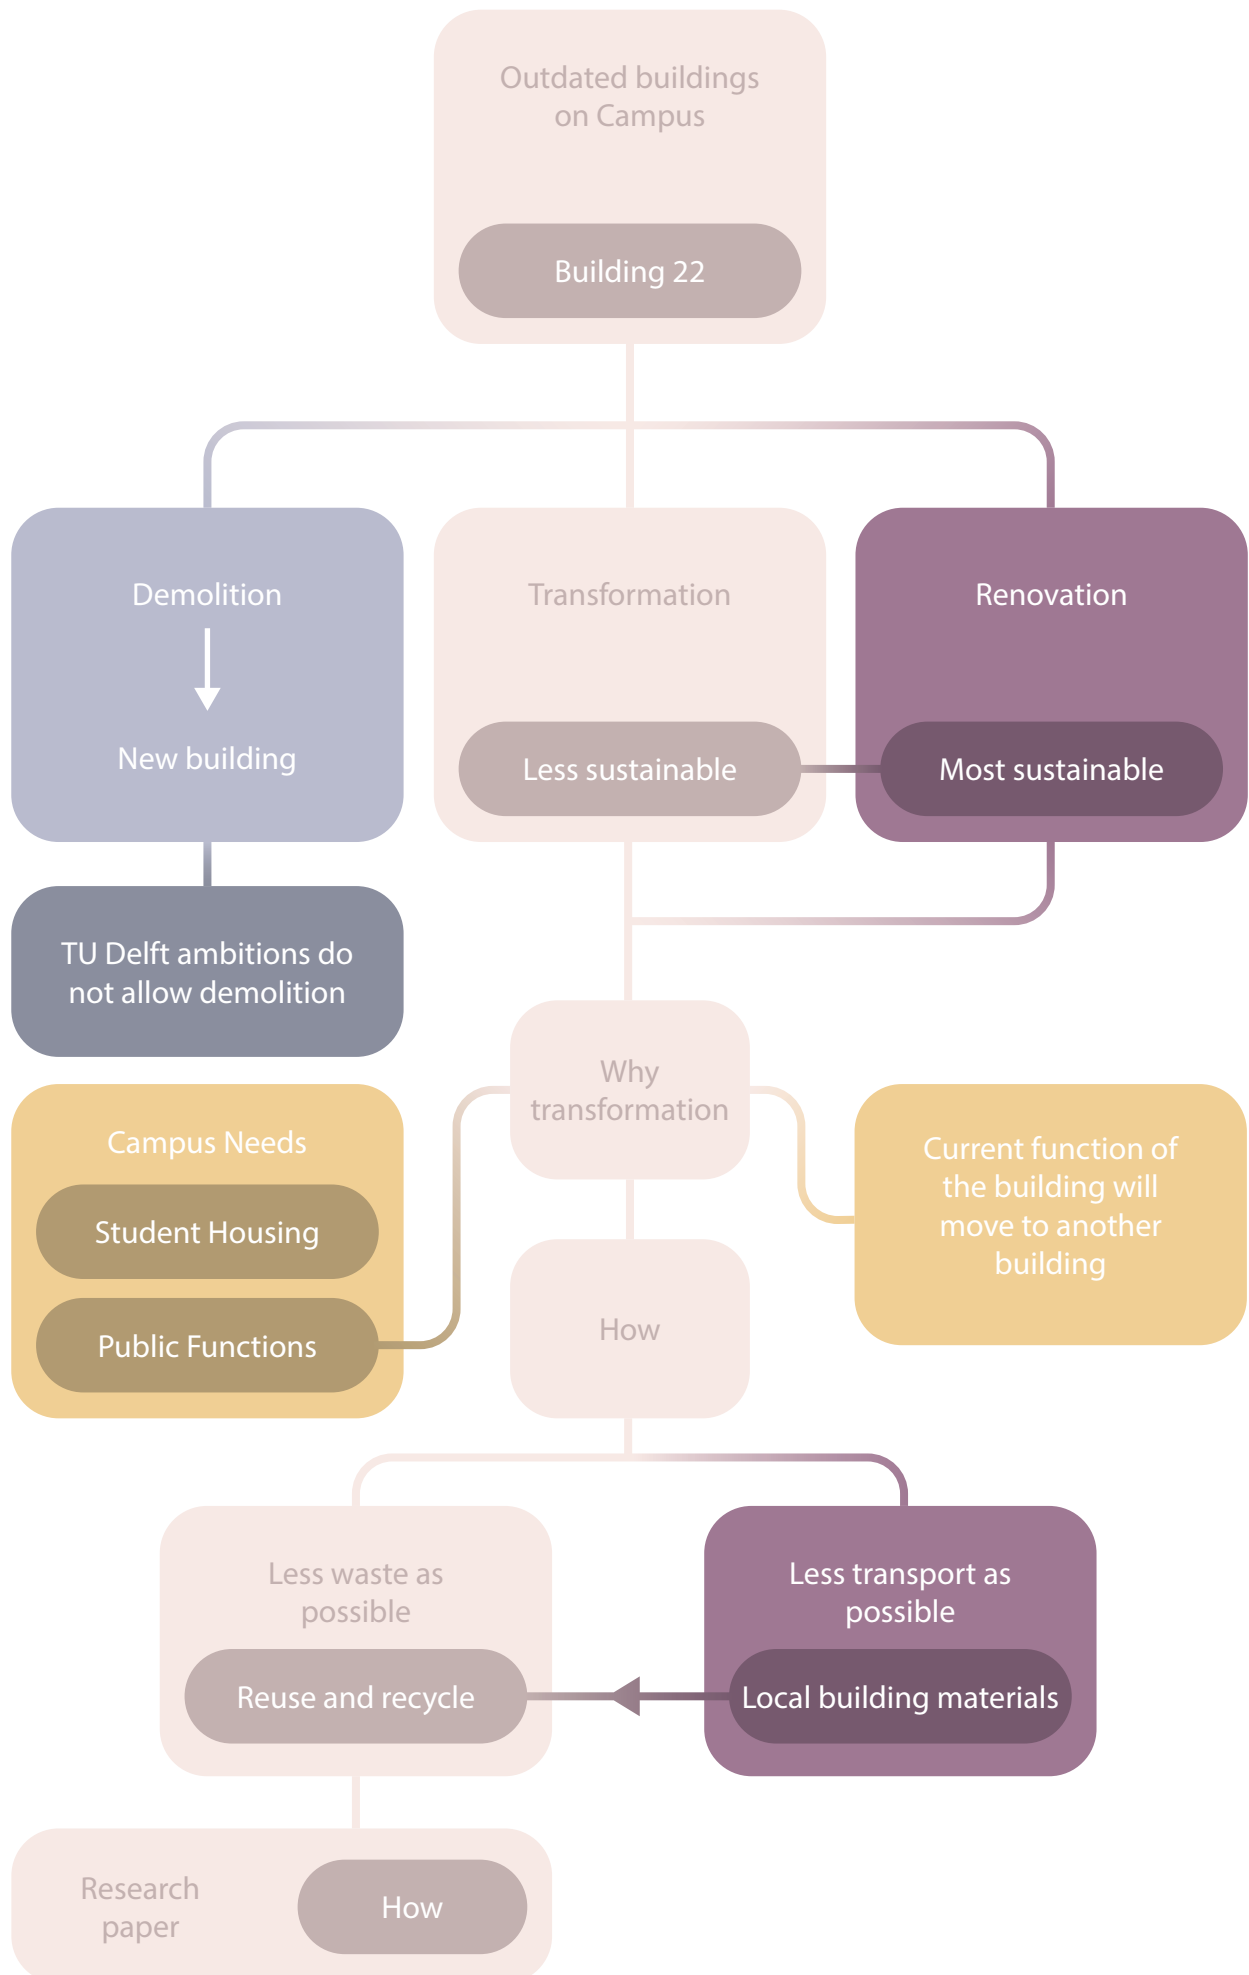 Outdated buildings
on Campus
Building 22
Demolition
New building
Transformation
Less sustainable
Renovation
Most sustainable
TU Delft ambitions do
not allow demolition
Why
transformation
Campus Needs
Student Housing
Public Functions
Current function of
the building will
move to another
building
How
Less waste as
possible
Reuse and recycle
Less transport as
possible
Local building materials
Research
paper
How